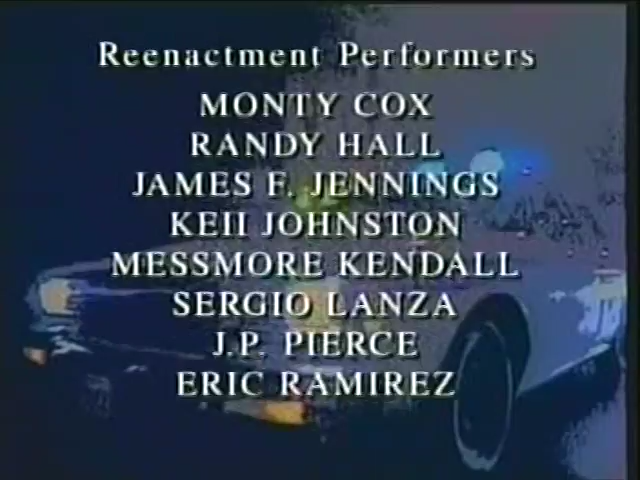 Reenactment Performers
MONTY COX
RANDY HALL
JAMES F. JENNINGS
KEII JOHNSTON
MESSMORE KENDALL
SERGIO LANZA
J.P. PIERCE
ERIC RAMIREZ